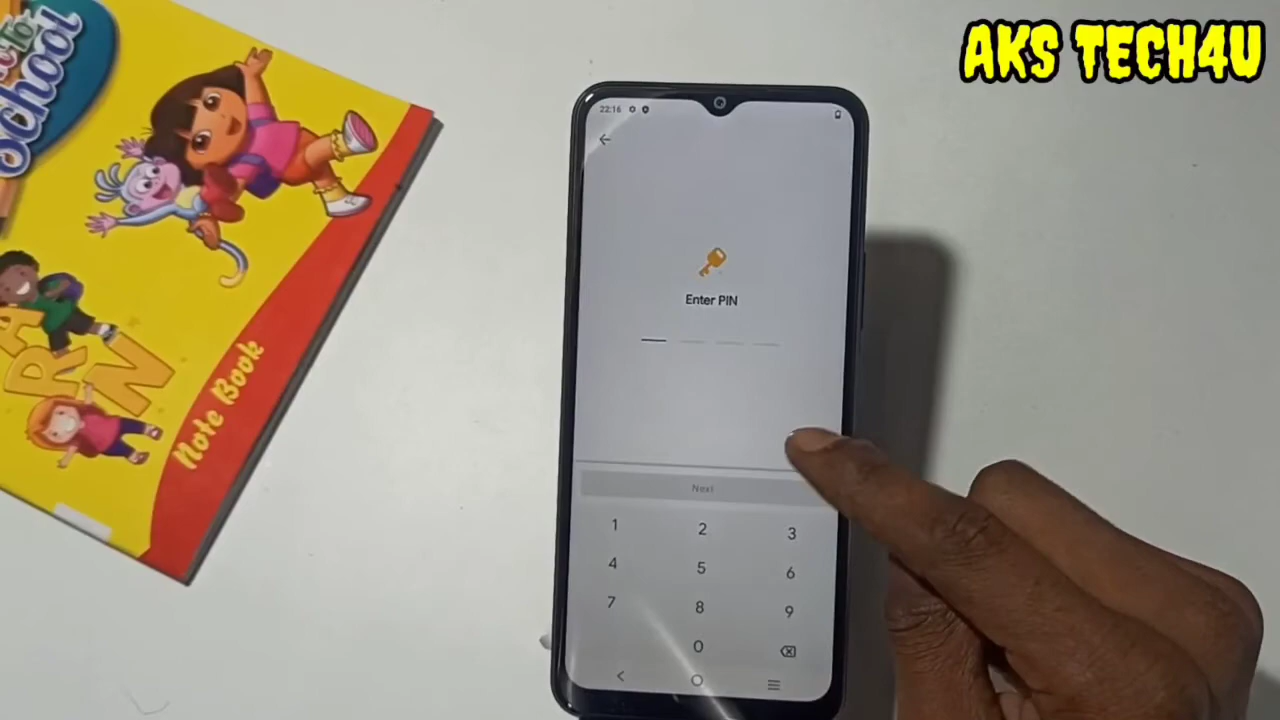 AKS TECH4U
School
Note Book
22:16
Enter PIN
Next
1 2 3
4 5 6
7 8 9
0